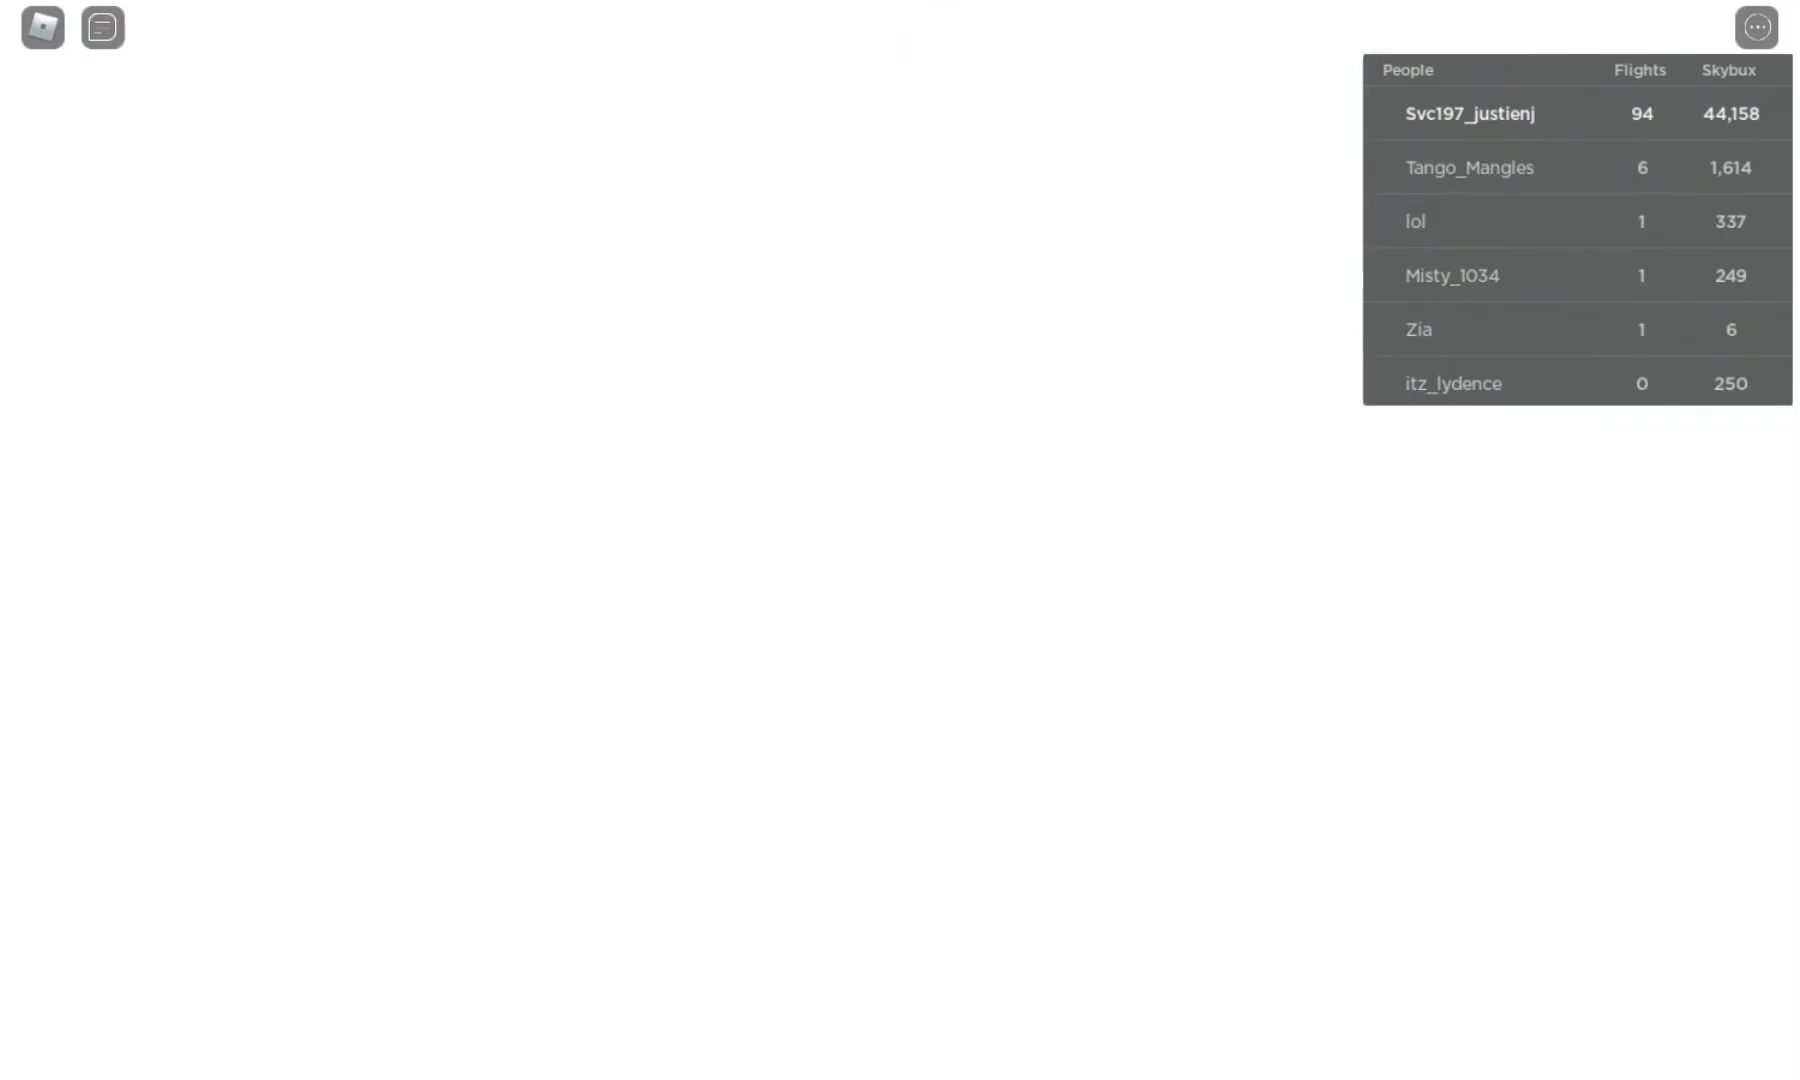 People Flights Skybux
Svc197_justienj 94 44,158
Tango_Mangles 6 1,614
lol 1 337
Misty_1034 1 249
Zia 1 6
itz_lydence 0 250